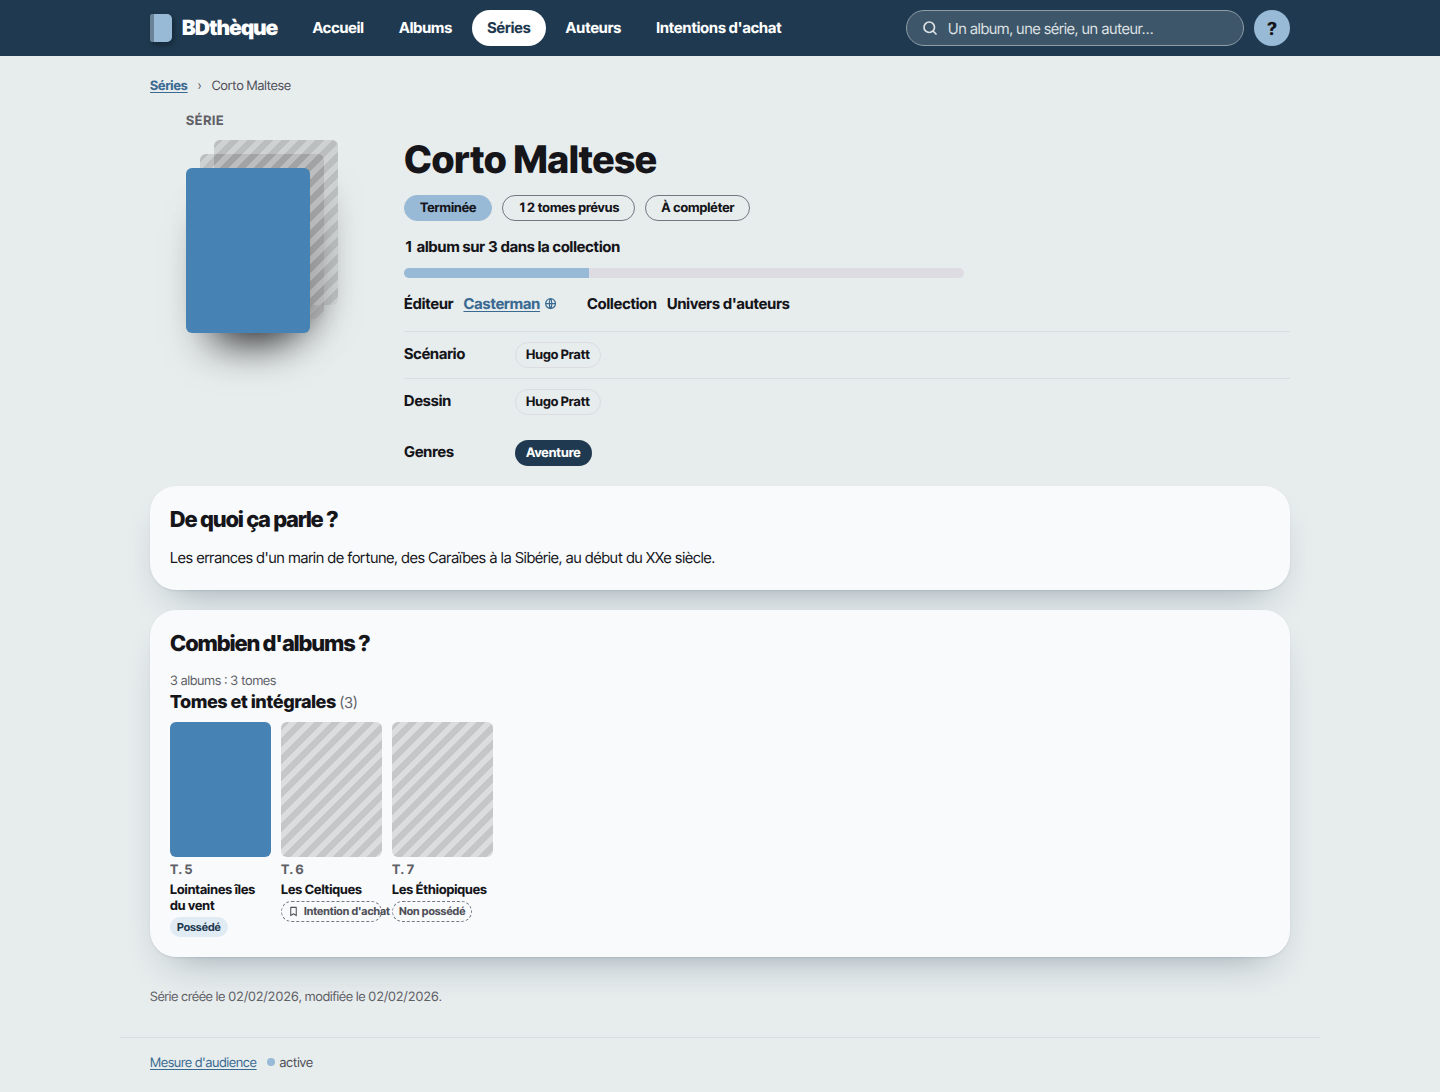 BDthèque Accueil Albums Séries Auteurs Intentions d'achat Un album, une série, un auteur... ?
Séries › Corto Maltese
SÉRIE
Corto Maltese
Terminée 12 tomes prévus À compléter
1 album sur 3 dans la collection
Éditeur Casterman Collection Univers d'auteurs
Scénario Hugo Pratt
Dessin Hugo Pratt
Genres Aventure
De quoi ça parle ?
Les errances d'un marin de fortune, des Caraïbes à la Sibérie, au début du XXe siècle.
Combien d'albums ?
3 albums : 3 tomes
Tomes et intégrales (3)
T. 5 T. 6 T. 7
Lointaines îles Les Celtiques Les Éthiopiques
du vent Intention d'achat Non possédé
Possédé
Série créée le 02/02/2026, modifiée le 02/02/2026.
Mesure d'audience active